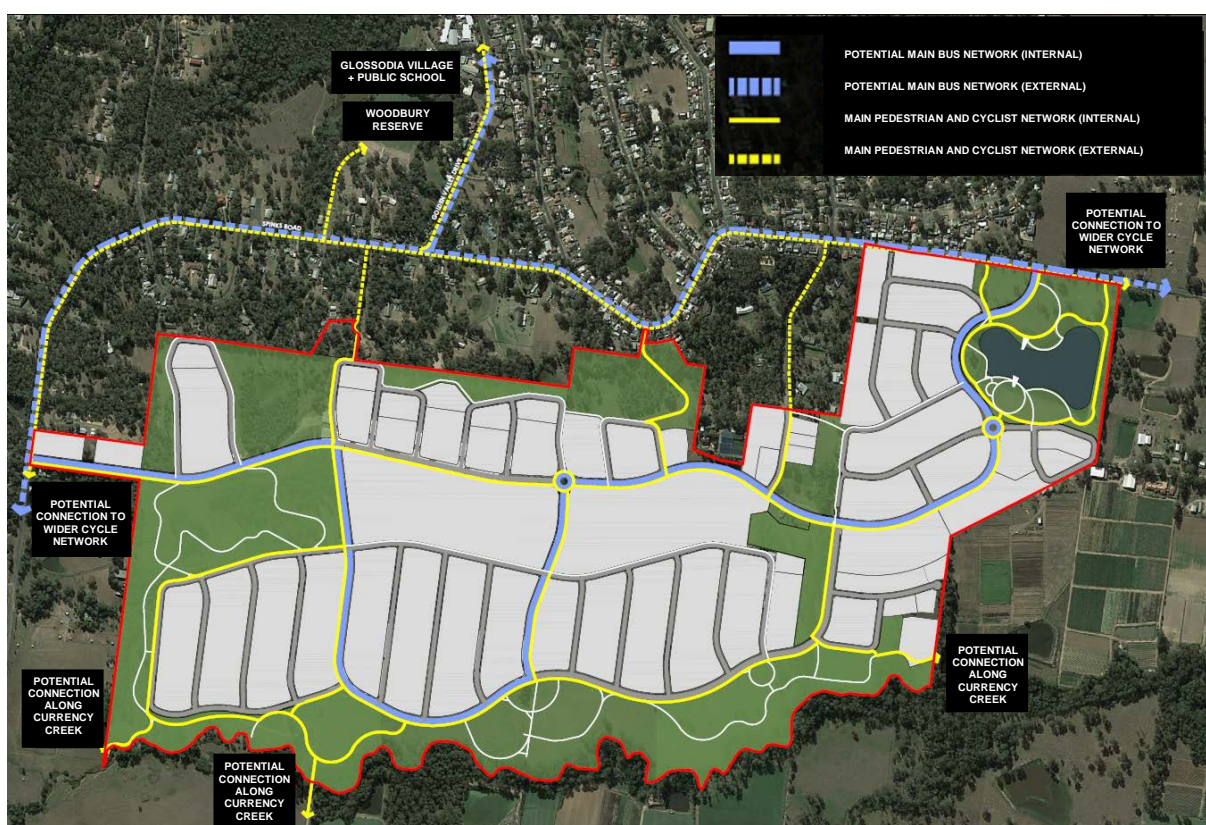 GLOSSODIA VILLAGE
+ PUBLIC SCHOOL
WOODBURY
RESERVE
POTENTIAL MAIN BUS NETWORK (INTERNAL)
POTENTIAL MAIN BUS NETWORK (EXTERNAL)
MAIN PEDESTRIAN AND CYCLIST NETWORK (INTERNAL)
MAIN PEDESTRIAN AND CYCLIST NETWORK (EXTERNAL)
GOLDEN VALLEY DRIVE
SPINKS ROAD
POTENTIAL
CONNECTION TO
WIDER CYCLE
NETWORK
POTENTIAL
CONNECTION TO
WIDER CYCLE
NETWORK
POTENTIAL
CONNECTION
ALONG
CURRENCY
CREEK
POTENTIAL
CONNECTION
ALONG
CURRENCY
CREEK
POTENTIAL
CONNECTION
ALONG
CURRENCY
CREEK